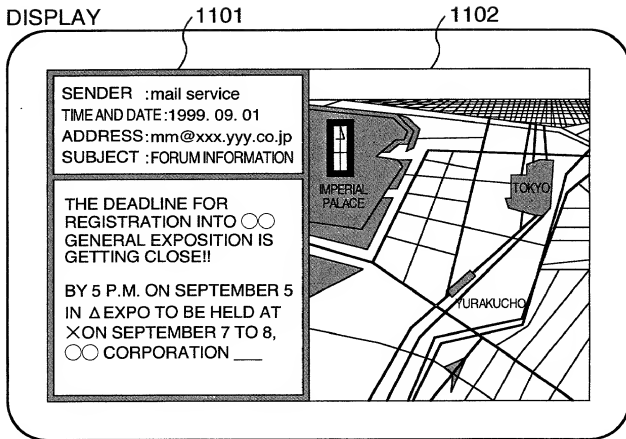 DISPLAY
1101
1102
SENDER :mail service
TIME AND DATE:1999. 09. 01
ADDRESS:mm@xxx.yyy.co.jp
SUBJECT :FORUM INFORMATION
THE DEADLINE FOR
REGISTRATION INTO ○○
GENERAL EXPOSITION IS
GETTING CLOSE!!
BY 5 P.M. ON SEPTEMBER 5
IN △ EXPO TO BE HELD AT
×ON SEPTEMBER 7 TO 8,
○○ CORPORATION ___
IMPERIAL
PALACE
TOKYO
YURAKUCHO